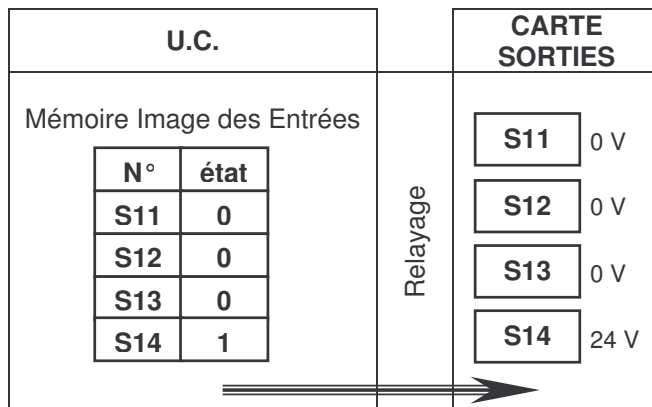 U.C.
CARTE
SORTIES
Mémoire Image des Entrées
N° état
S11 0
S12 0
S13 0
S14 1
Relayage
S11 0 V
S12 0 V
S13 0 V
S14 24 V